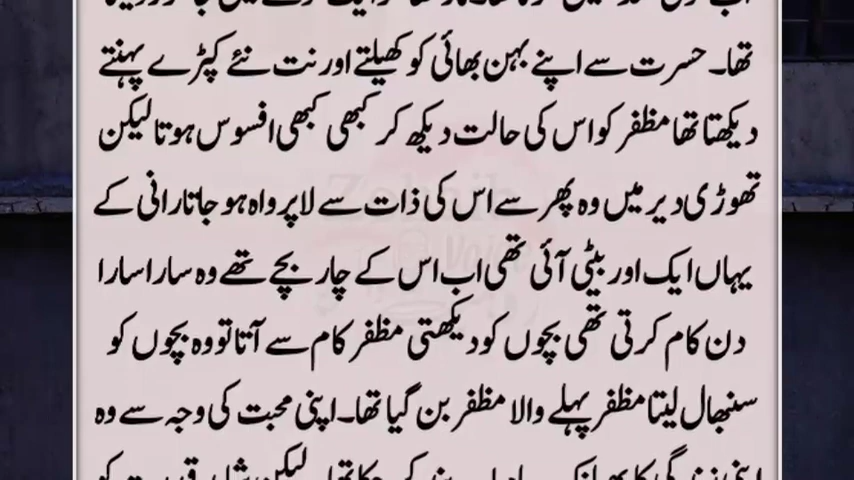 تھا۔ حسرت سے اپنے بہن بھائی کو کھیلتے اور نت نئے کپڑے پہنتے
دیکھتا تھا مظفر کو اس کی حالت دیکھ کر کبھی کبھی افسوس ہوتا لیکن
تھوڑی دیر میں وہ پھر سے اس کی ذات سے لاپرواہ ہو جاتا رانی کے
یہاں ایک اور بیٹی آئی تھی اب اس کے چار بچے تھے وہ سارا سارا
دن کام کرتی تھی بچوں کو دیکھتی مظفر کام سے آتا تو وہ بچوں کو
سنبھال لیتا مظفر پہلے والا مظفر بن گیا تھا۔ اپنی محبت کی وجہ سے وہ